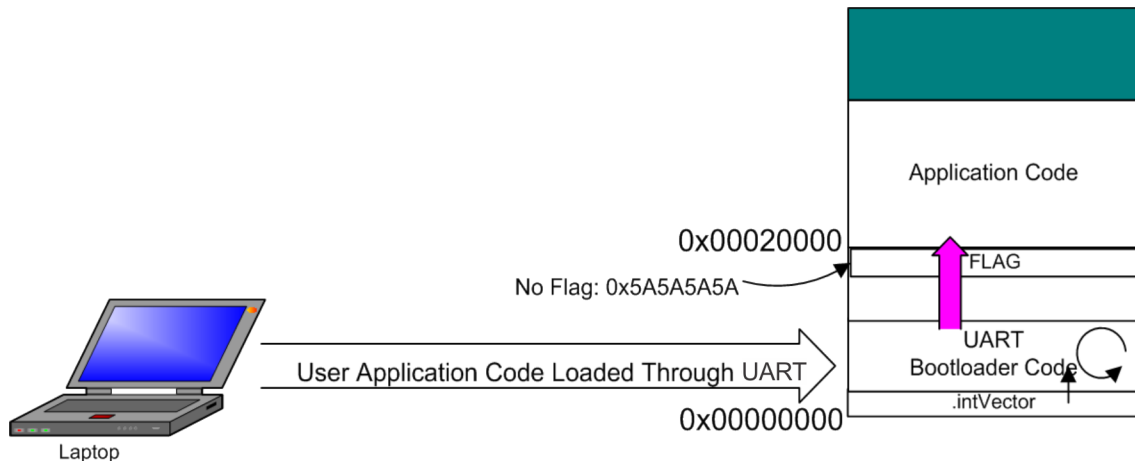 Application Code
0x00020000
FLAG
No Flag: 0x5A5A5A5A
UART
User Application Code Loaded Through UART
Bootloader Code
.intVector
0x00000000
Laptop